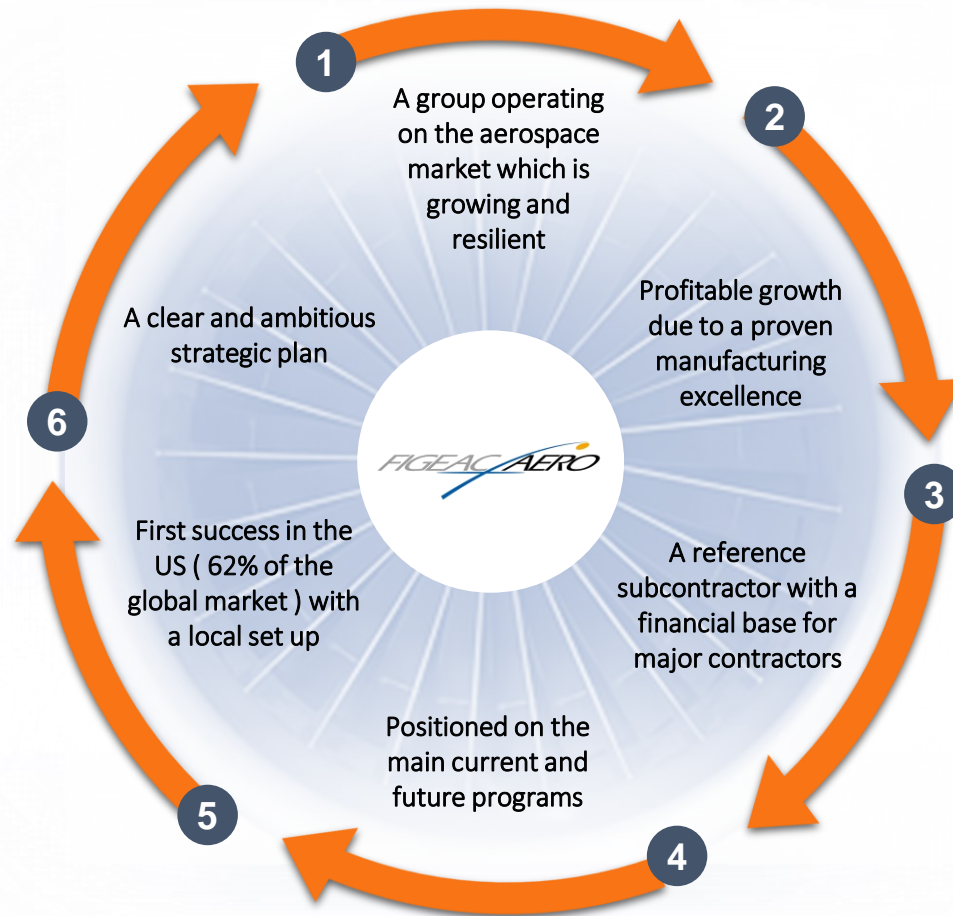 1
A group operating
on the aerospace
market which is
growing and
resilient
2
Profitable growth
due to a proven
manufacturing
excellence
3
A reference
subcontractor with a
financial base for
major contractors
4
Positioned on the
main current and
future programs
5
First success in the
US ( 62% of the
global market ) with
a local set up
6
A clear and ambitious
strategic plan
FIGEAC AERO